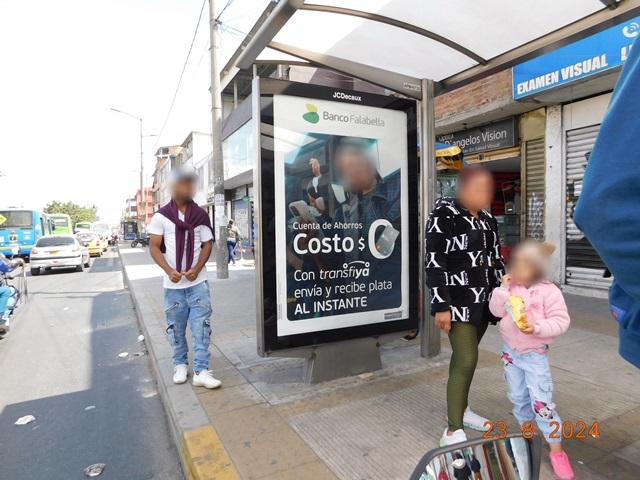 JCDecaux
Banco Falabella
Cuenta de Ahorros
Costo $ 0
Con transfiYA
envía y recibe plata
AL INSTANTE
EXAMEN VISUAL
D'angelos Vision
23 8 2024